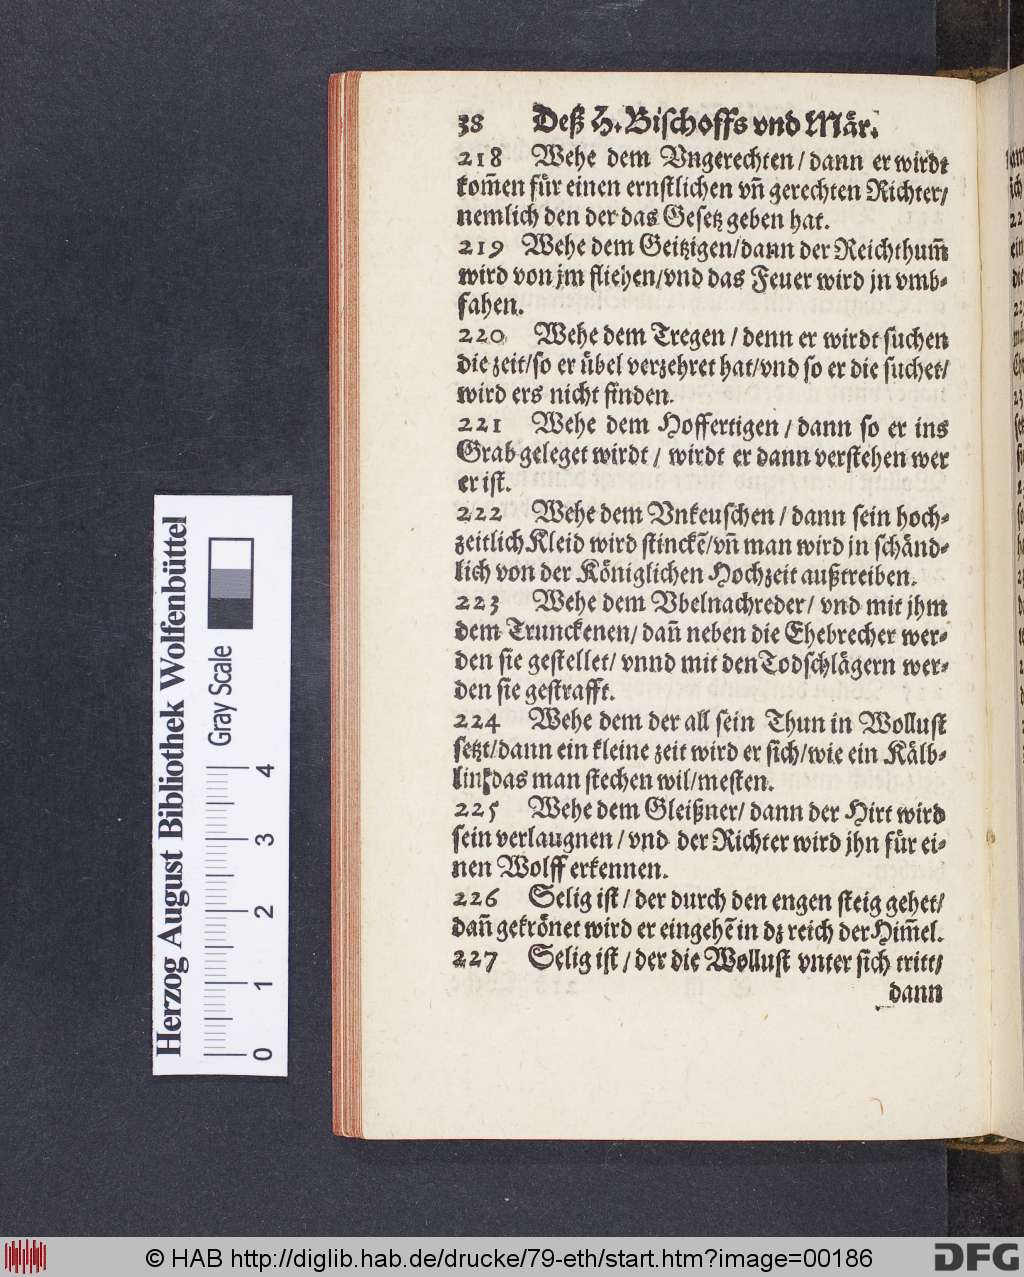 38 Deß H. Bischoffs vnd Mär.
218 Wehe dem Vngerechten / dann er wirdt
kom̃en für einen ernstlichen vñ gerechten Richter/
nemlich den der das Gesetz geben hat.
219 Wehe dem Geitzigen/dann der Reichthum̃
wird von jm fliehen/vnd das Feuer wird jn vmb-
fahen.
220 Wehe dem Tregen / denn er wirdt suchen
die zeit/so er übel verzehret hat/vnd so er die suchet/
wird ers nicht finden.
221 Wehe dem Hoffertigen / dann so er ins
Grab geleget wirdt / wirdt er dann verstehen wer
er ist.
222 Wehe dem Vnkeuschen / dann sein hoch-
zeitlich Kleid wird stinckẽ/vñ man wird jn schänd-
lich von der Königlichen Hochzeit außtreiben.
223 Wehe dem Vbelnachreder/ vnd mit jhm
dem Trunckenen/ dañ neben die Ehebrecher wer-
den sie gestellet/ vnnd mit den Todschlägern wer-
den sie gestrafft.
224 Wehe dem der all sein Thun in Wollust
setzt/dann ein kleine zeit wird er sich/wie ein Kälb-
lin/das man stechen wil/mesten.
225 Wehe dem Gleißner/ dann der Hirt wird
sein verlaugnen / vnd der Richter wird jhn für ei-
nen Wolff erkennen.
226 Selig ist / der durch den engen steig gehet/
dañ gekrönet wird er eingehẽ in dz reich der Him̃el.
227 Selig ist / der die Wollust vnter sich tritt/
dann
Herzog August Bibliothek Wolfenbüttel
Gray Scale
0 1 2 3 4
© HAB http://diglib.hab.de/drucke/79-eth/start.htm?image=00186
DFG